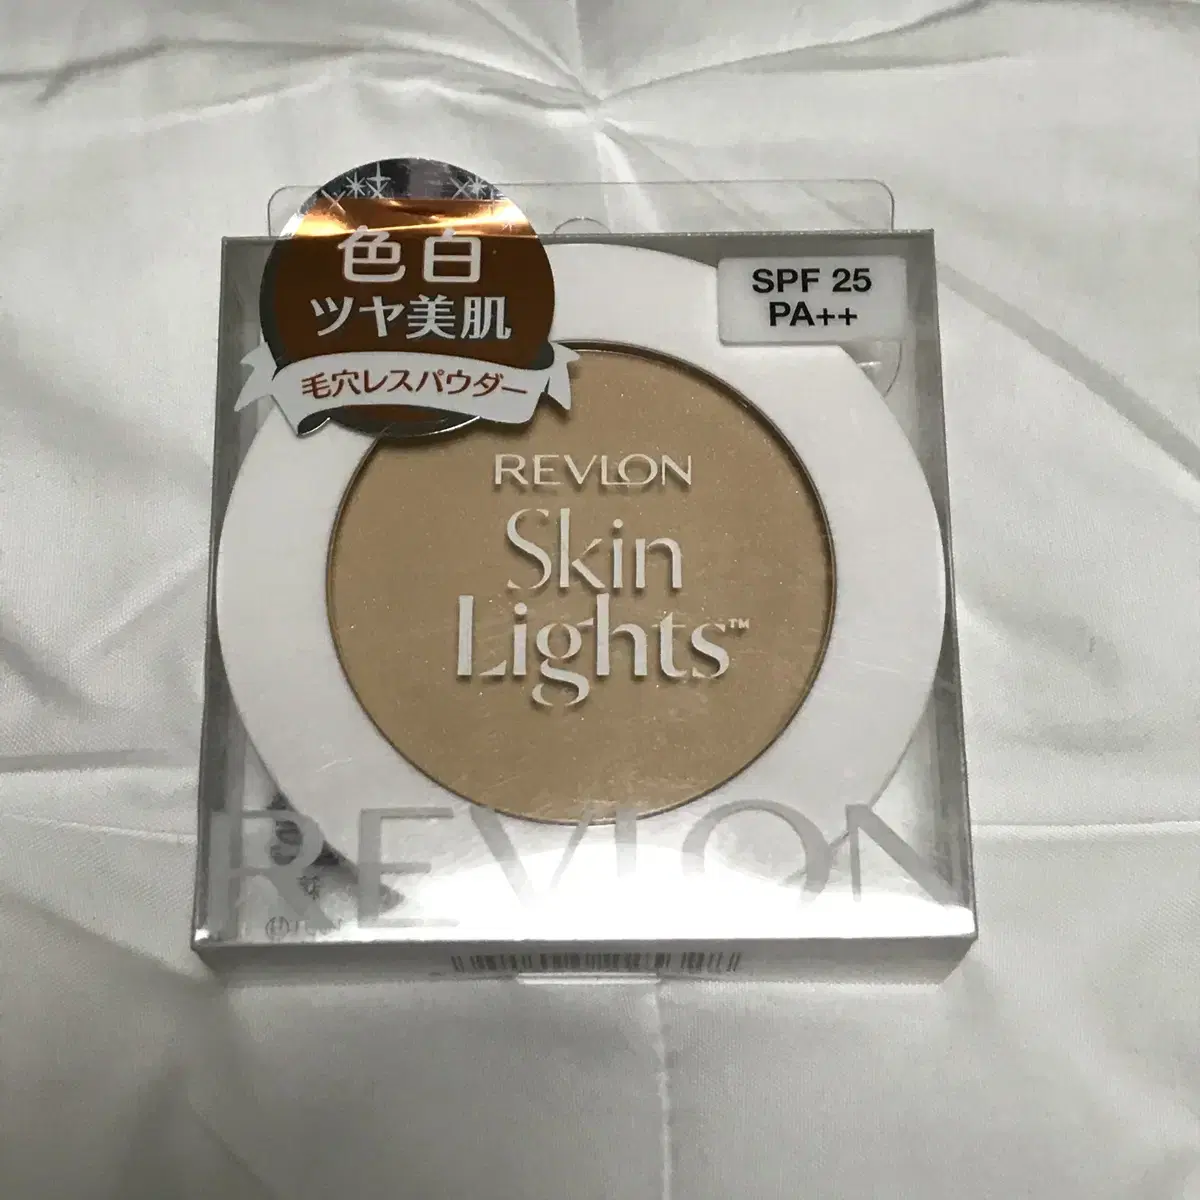 色白
ツヤ美肌
毛穴レスパウダー
SPF 25
PA++
REVLON
Skin
Lights™
REVLON